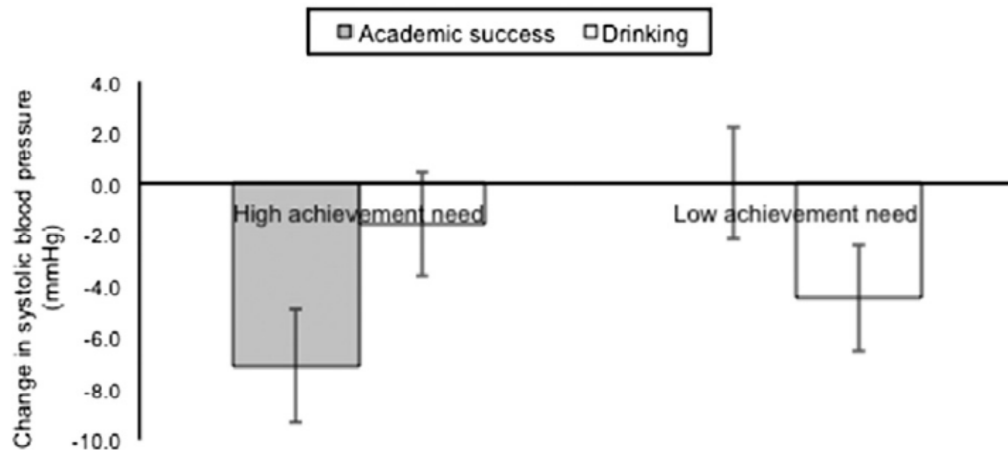 Academic success Drinking
Change in systolic blood pressure
(mmHg)
4.0
2.0
0.0
-2.0
-4.0
-6.0
-8.0
-10.0
High achievement need Low achievement need